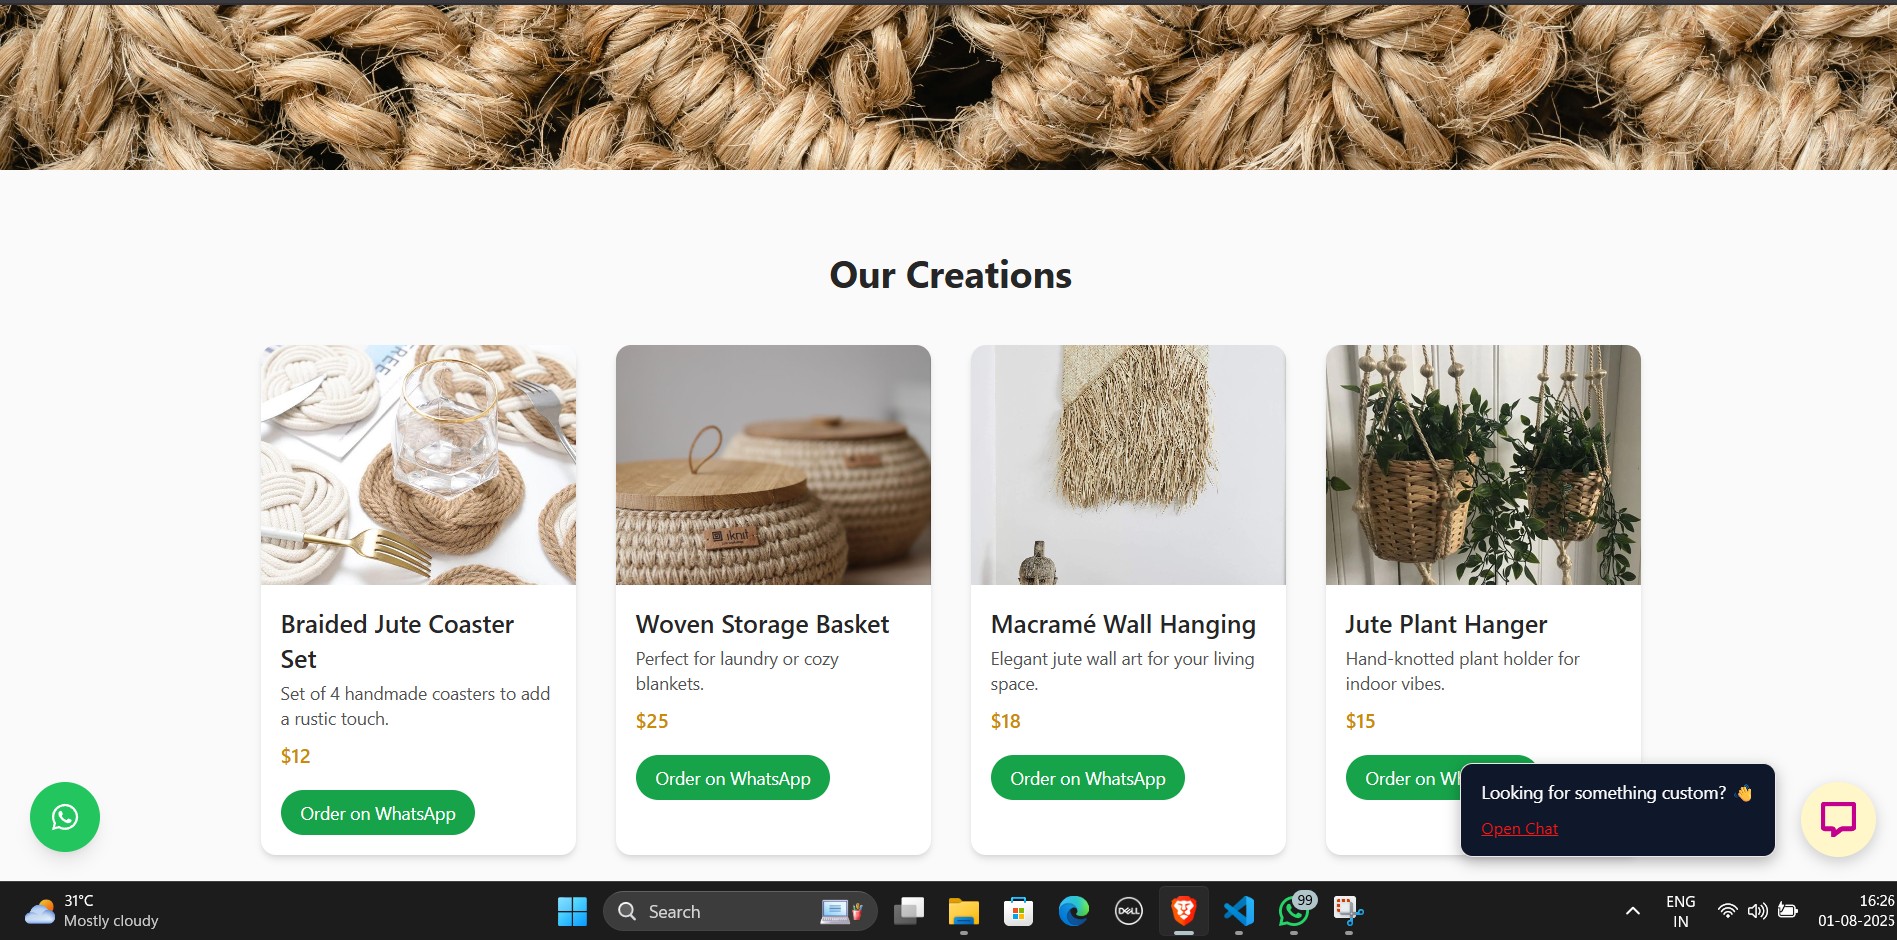 REE
Our Creations
iknit
Braided Jute Coaster
Set
Set of 4 handmade coasters to add
a rustic touch.
$12
Order on WhatsApp
Woven Storage Basket
Perfect for laundry or cozy
blankets.
$25
Order on WhatsApp
Macramé Wall Hanging
Elegant jute wall art for your living
space.
$18
Order on WhatsApp
Jute Plant Hanger
Hand-knotted plant holder for
indoor vibes.
$15
Order on Wh
Looking for something custom? 👋
Open Chat
31°C
Mostly cloudy
Search
DELL
99
ENG
IN
16:26
01-08-2025